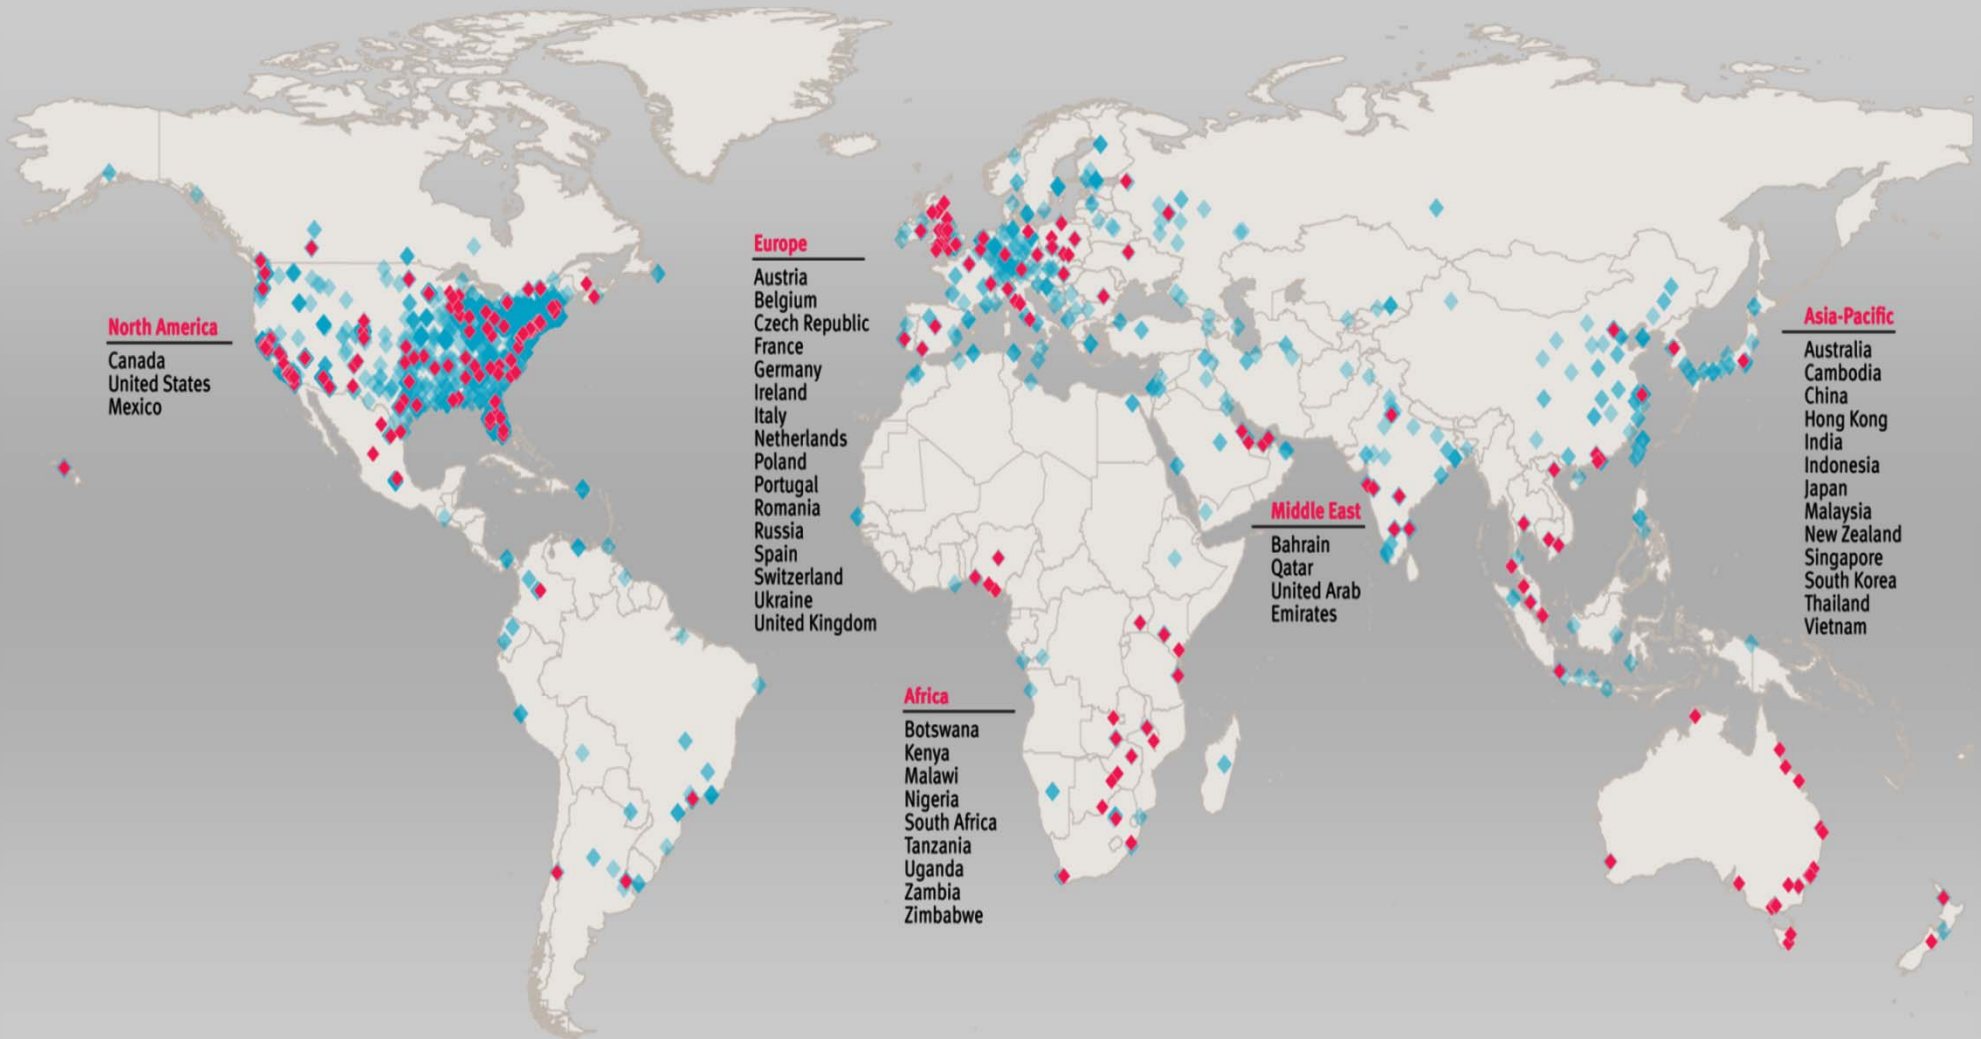 North America
Canada
United States
Mexico
Europe
Austria
Belgium
Czech Republic
France
Germany
Ireland
Italy
Netherlands
Poland
Portugal
Romania
Russia
Spain
Switzerland
Ukraine
United Kingdom
Africa
Botswana
Kenya
Malawi
Nigeria
South Africa
Tanzania
Uganda
Zambia
Zimbabwe
Middle East
Bahrain
Qatar
United Arab
Emirates
Asia-Pacific
Australia
Cambodia
China
Hong Kong
India
Indonesia
Japan
Malaysia
New Zealand
Singapore
South Korea
Thailand
Vietnam